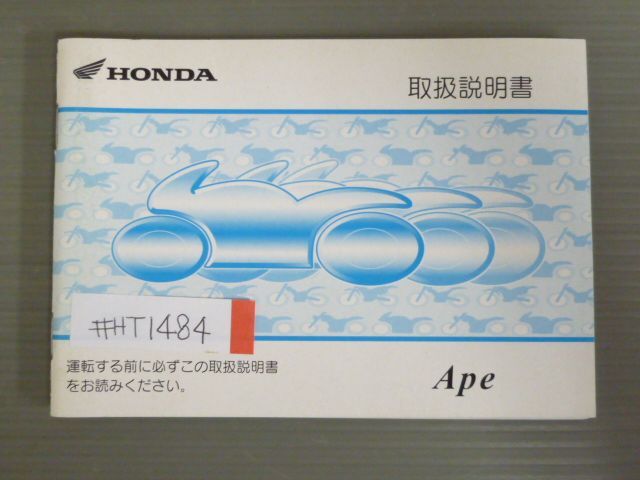 HONDA
取扱説明書
#HT1484
運転する前に必ずこの取扱説明書
をお読みください。
Ape